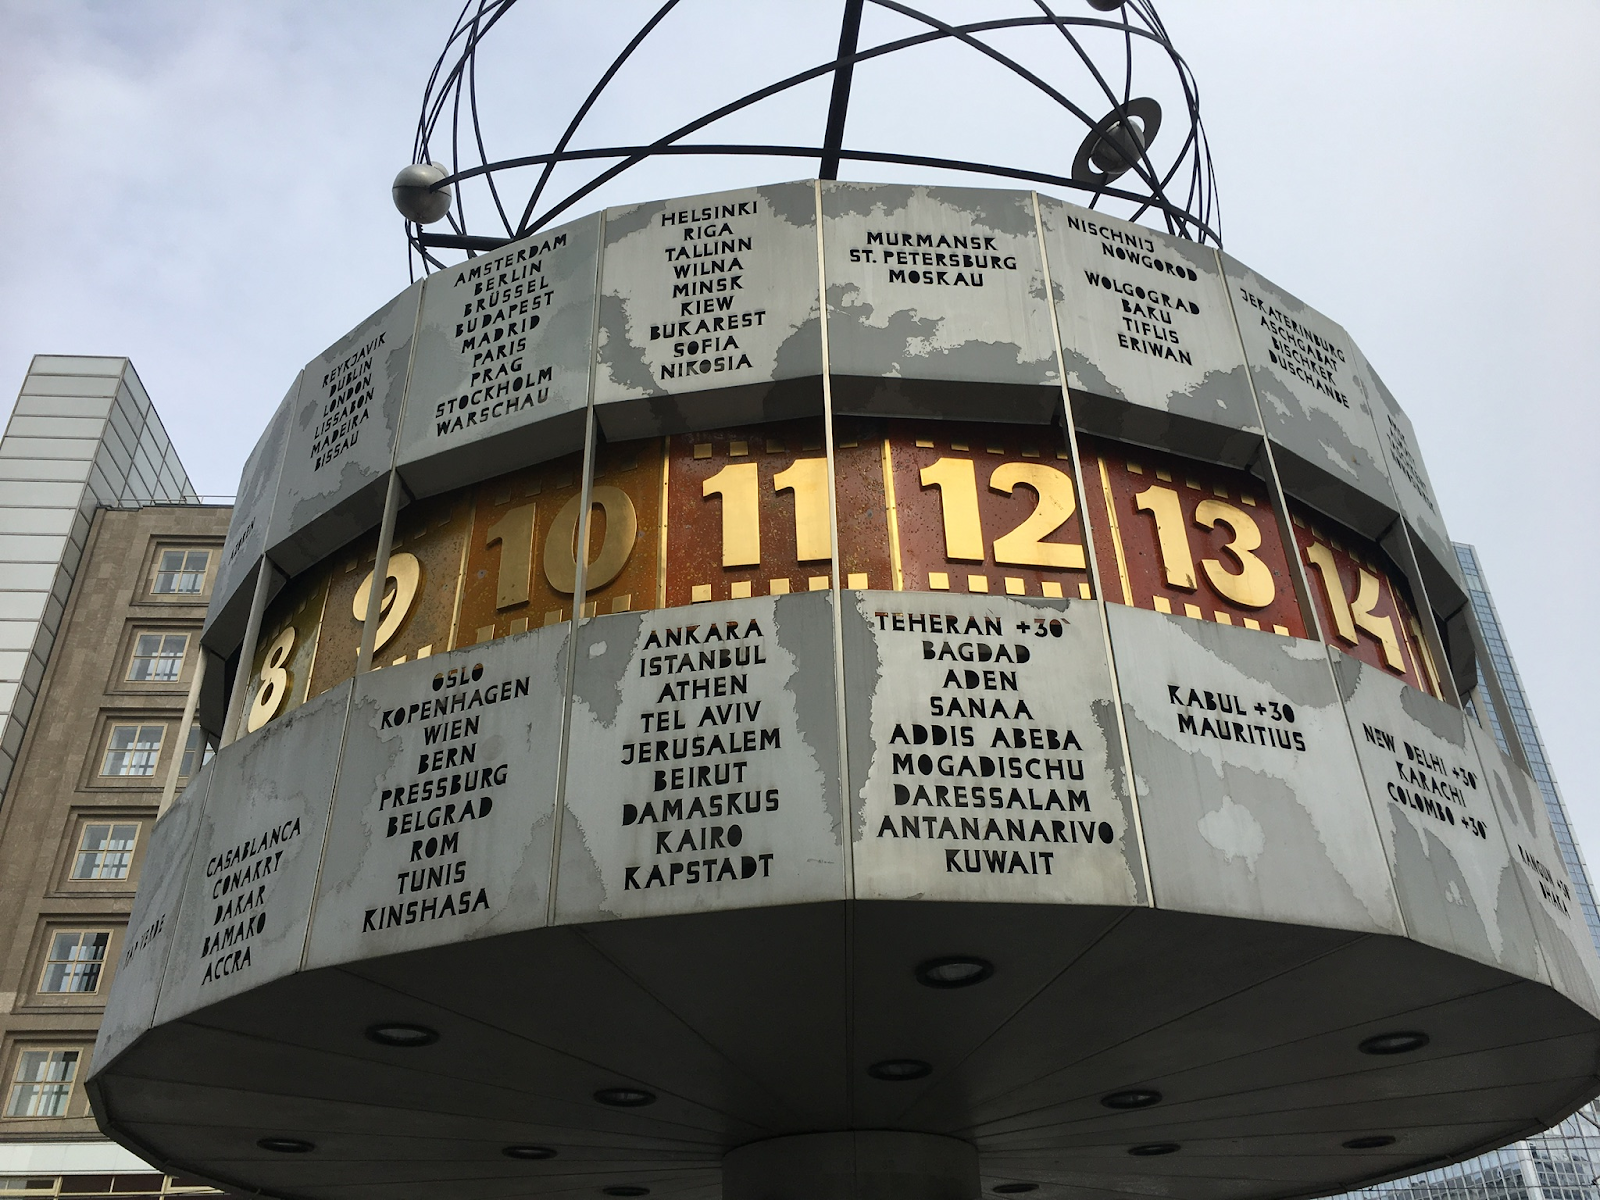 REYKJAVIK
DUBLIN
LONDON
LISSABON
MADEIRA
BISSAU
AMSTERDAM
BERLIN
BRÜSSEL
BUDAPEST
MADRID
PARIS
PRAG
STOCKHOLM
WARSCHAU
HELSINKI
RIGA
TALLINN
WILNA
MINSK
KIEW
BUKAREST
SOFIA
NIKOSIA
MURMANSK
ST. PETERSBURG
MOSKAU
NISCHNIJ
NOWGOROD
WOLGOGRAD
BAKU
TIFLIS
ERIWAN
JEKATERINBURG
ASCHGABAT
BISCHKEK
DUSCHANBE
8 9 10 11 12 13 14
CASABLANCA
CONAKRY
DAKAR
BAMAKO
ACCRA
OSLO
KOPENHAGEN
WIEN
BERN
PRESSBURG
BELGRAD
ROM
TUNIS
KINSHASA
ANKARA
ISTANBUL
ATHEN
TEL AVIV
JERUSALEM
BEIRUT
DAMASKUS
KAIRO
KAPSTADT
TEHERAN +30`
BAGDAD
ADEN
SANAA
ADDIS ABEBA
MOGADISCHU
DARESSALAM
ANTANANARIVO
KUWAIT
KABUL +30
MAURITIUS
NEW DELHI +30`
KARACHI
COLOMBO +30`